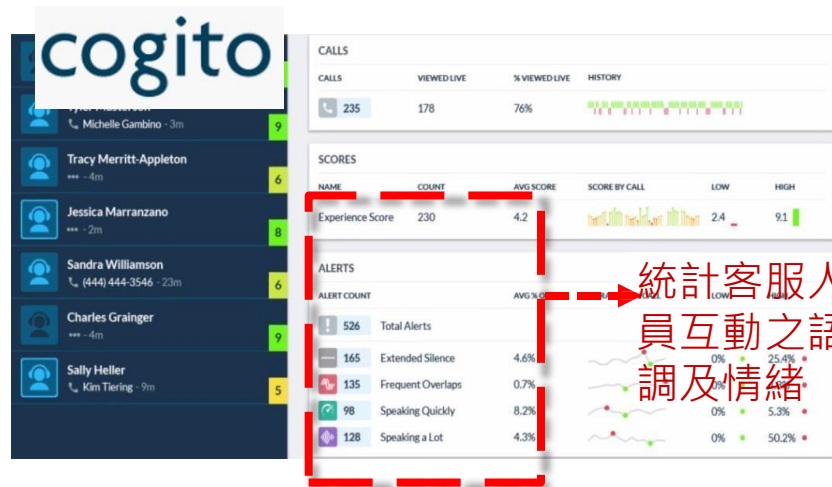 cogito
Michelle Gambino - 3m
9
Tracy Merritt-Appleton
••• - 4m
6
Jessica Marranzano
••• - 2m
8
Sandra Williamson
(444) 444-3546 - 23m
6
Charles Grainger
••• - 4m
9
Sally Heller
Kim Tiering - 9m
5
CALLS
CALLS VIEWED LIVE % VIEWED LIVE HISTORY
235 178 76%
SCORES
NAME COUNT AVG SCORE SCORE BY CALL LOW HIGH
Experience Score 230 4.2 2.4 9.1
ALERTS
ALERT COUNT AVG %
526 Total Alerts
165 Extended Silence 4.6% 0% 25.4%
135 Frequent Overlaps 0.7%
98 Speaking Quickly 8.2% 0% 5.3%
128 Speaking a Lot 4.3% 0% 50.2%
統計客服人
員互動之語
調及情緒